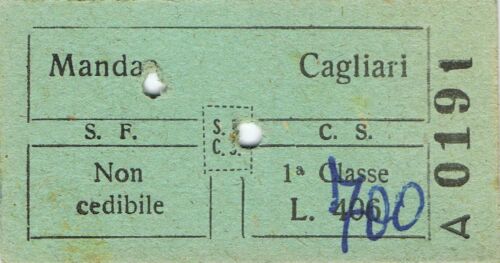 Manda Cagliari
S. F. C. S.
S.
C. S.
Non 1ª Classe
cedibile L. 406
700
A 0191